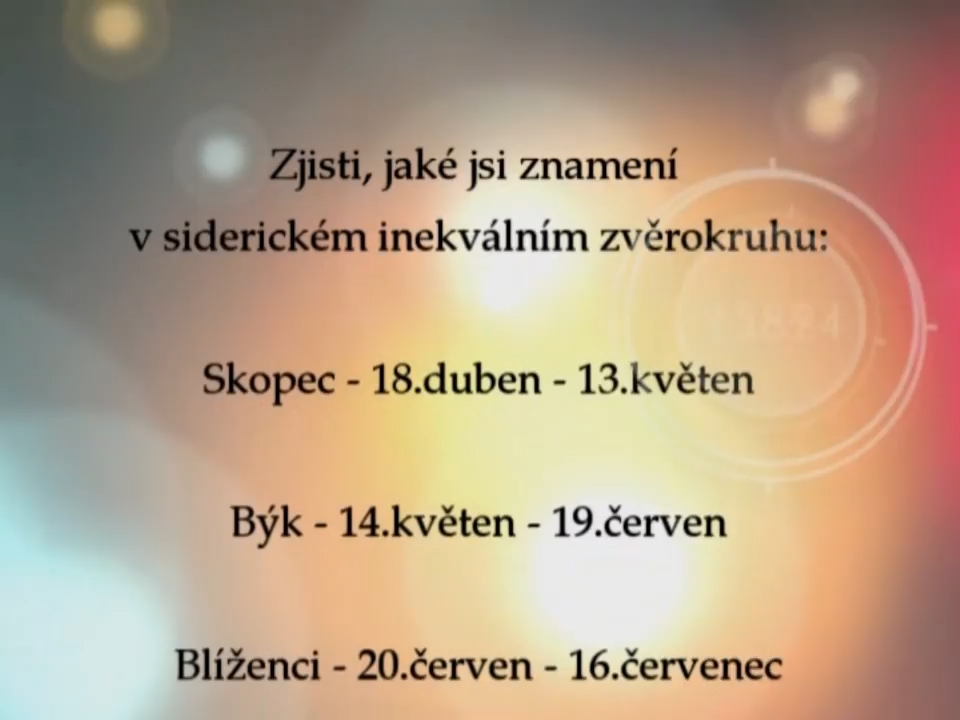 Zjisti, jaké jsi znamení
v siderickém inekválním zvěrokruhu:
Skopec - 18.duben - 13.květen
Býk - 14.květen - 19.červen
Blíženci - 20.červen - 16.červenec